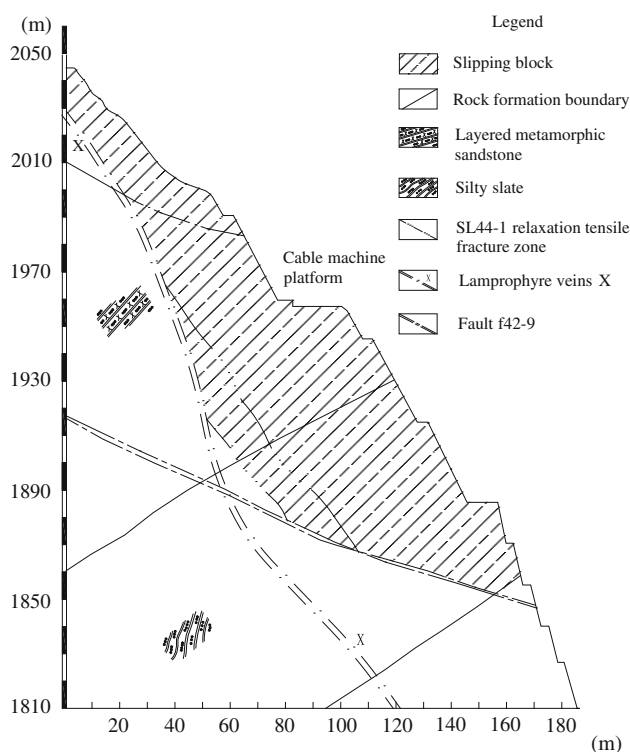 (m)
2050
2010
1970
1930
1890
1850
1810
20 40 60 80 100 120 140 160 180
(m)
X
Cable machine
platform
X
Legend
Slipping block
Rock formation boundary
Layered metamorphic
sandstone
Silty slate
SL44-1 relaxation tensile
fracture zone
X
Lamprophyre veins X
Fault f42-9